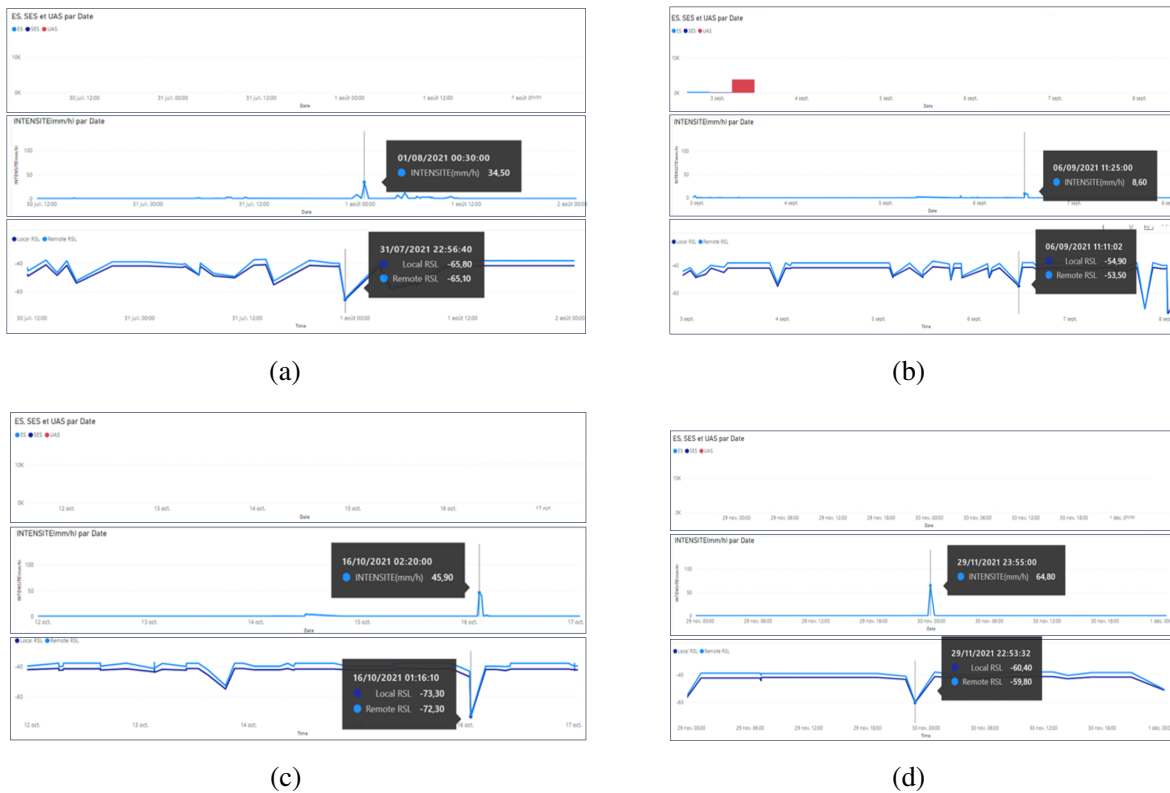 ES, SES et UAS par Date
ES SES UAS
10K
0K
30 juil. 12:00 31 juil. 00:00 31 juil. 12:00 1 août 00:00 1 août 12:00
Date
INTENSITE(mm/h) par Date
INTENSITE(mm/h)
100
50
0
01/08/2021 00:30:00
INTENSITE(mm/h) 34,50
30 juil. 12:00 31 juil. 00:00 31 juil. 12:00 1 août 00:00 1 août 12:00 2 août 00:00
Date
Local RSL Remote RSL
-40
-60
31/07/2021 22:56:40
Local RSL -65,80
Remote RSL -65,10
30 juil. 12:00 31 juil. 00:00 31 juil. 12:00 1 août 00:00 1 août 12:00 2 août 00:00
Time
(a)
ES, SES et UAS par Date
ES SES UAS
10K
0K
3 sept. 4 sept. 5 sept. 6 sept. 7 sept. 8 sept.
Date
INTENSITE(mm/h) par Date
INTENSITE(mm/h)
100
50
0
06/09/2021 11:25:00
INTENSITE(mm/h) 8,60
3 sept. 4 sept. 5 sept. 6 sept. 7 sept.
Date
Local RSL Remote RSL
-40
-60
06/09/2021 11:11:02
Local RSL -54,90
Remote RSL -53,50
4 sept. 6 sept. 7 sept.
Time
(b)
ES, SES et UAS par Date
ES SES UAS
10K
0K
12 oct. 13 oct. 14 oct. 15 oct. 16 oct. 17 oct.
Date
INTENSITE(mm/h) par Date
INTENSITE(mm/h)
100
50
0
16/10/2021 02:20:00
INTENSITE(mm/h) 45,90
12 oct. 13 oct. 14 oct. 15 oct. 16 oct. 17 oct.
Date
Local RSL Remote RSL
-40
-60
16/10/2021 01:16:10
Local RSL -73,30
Remote RSL -72,30
12 oct. 13 oct. 14 oct. 16 oct. 17 oct.
Time
(c)
ES, SES et UAS par Date
ES SES UAS
10K
0K
29 nov. 00:00 29 nov. 06:00 29 nov. 12:00 29 nov. 18:00 30 nov. 00:00 30 nov. 06:00 30 nov. 12:00 30 nov. 18:00
Date
INTENSITE(mm/h) par Date
INTENSITE(mm/h)
100
50
0
29/11/2021 23:55:00
INTENSITE(mm/h) 64,80
29 nov. 00:00 29 nov. 06:00 29 nov. 12:00 29 nov. 18:00 30 nov. 00:00 30 nov. 06:00 30 nov. 12:00 30 nov. 18:00
Date
Local RSL Remote RSL
-40
-60
29/11/2021 22:53:32
Local RSL -60,40
Remote RSL -59,80
29 nov. 00:00 29 nov. 06:00 29 nov. 12:00 29 nov. 18:00 30 nov. 00:00 30 nov. 06:00 30 nov. 12:00 30 nov. 18:00
Time
(d)